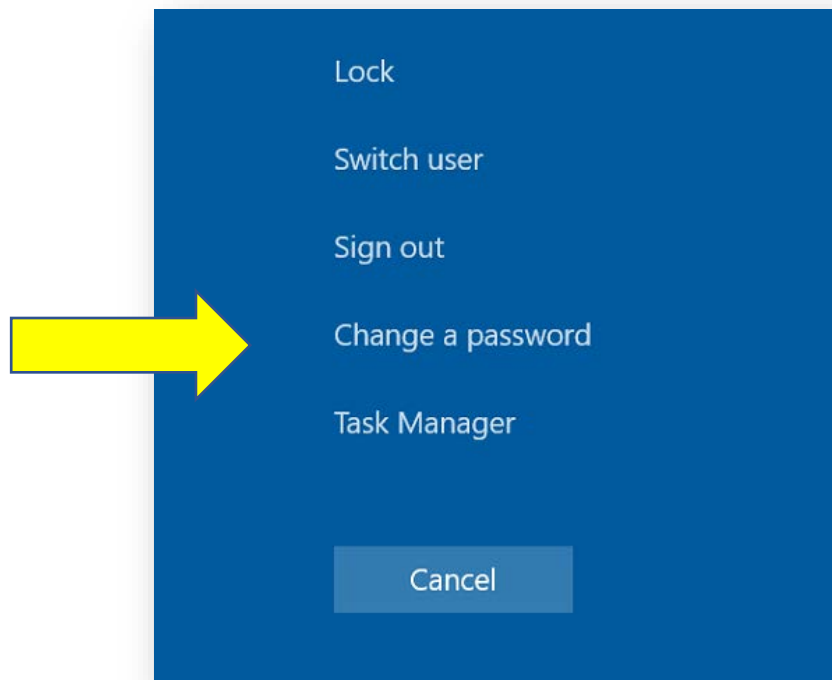 Lock
Switch user
Sign out
Change a password
Task Manager
Cancel